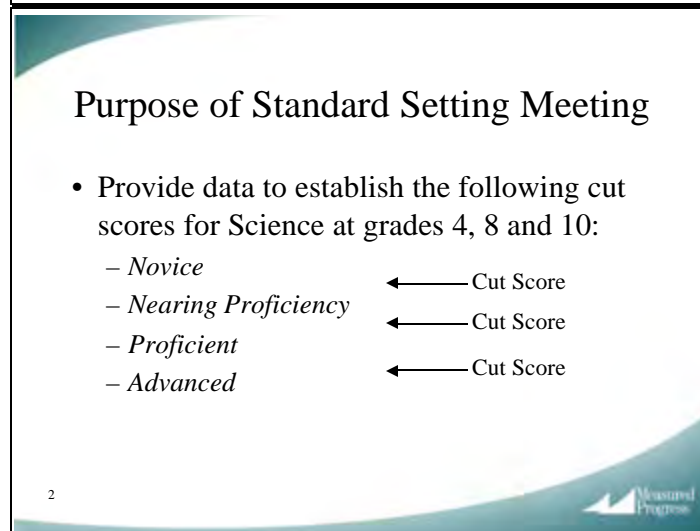 Purpose of Standard Setting Meeting
• Provide data to establish the following cut
scores for Science at grades 4, 8 and 10:
– Novice
Cut Score
– Nearing Proficiency
Cut Score
– Proficient
Cut Score
– Advanced
2
Measured
Progress